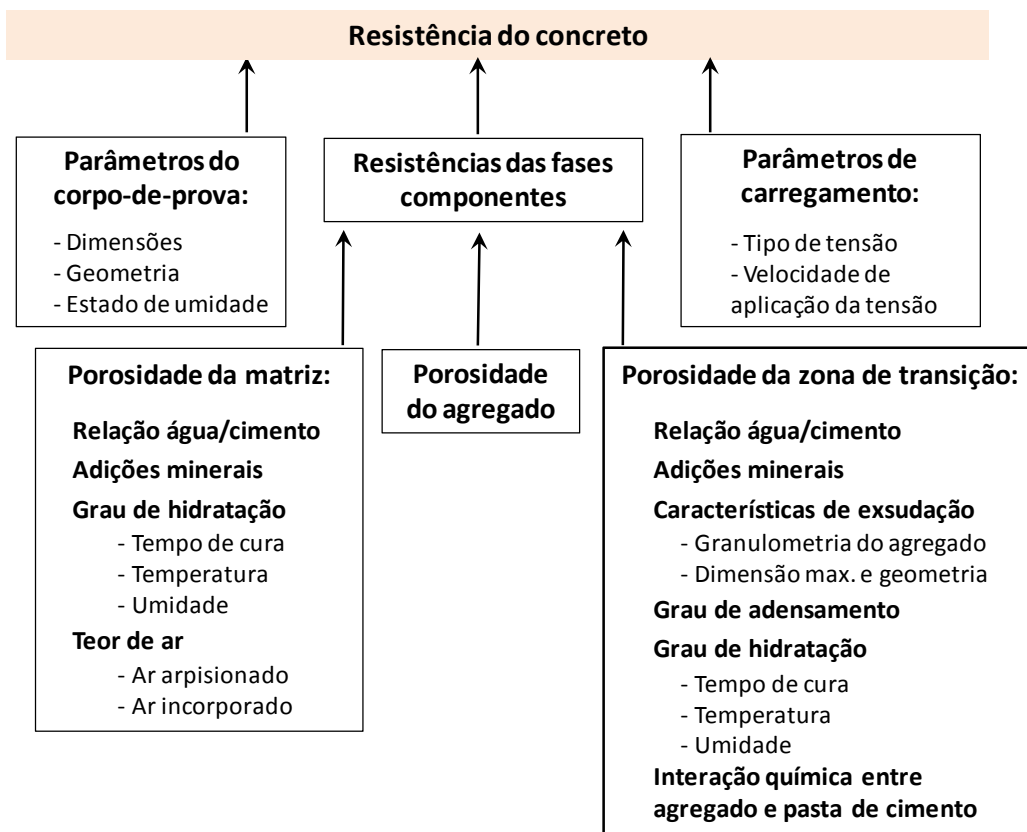 Resistência do concreto
Parâmetros do
corpo-de-prova:
- Dimensões
- Geometria
- Estado de umidade
Resistências das fases
componentes
Parâmetros de
carregamento:
- Tipo de tensão
- Velocidade de
aplicação da tensão
Porosidade da matriz:
Relação água/cimento
Adições minerais
Grau de hidratação
- Tempo de cura
- Temperatura
- Umidade
Teor de ar
- Ar arpisionado
- Ar incorporado
Porosidade
do agregado
Porosidade da zona de transição:
Relação água/cimento
Adições minerais
Características de exsudação
- Granulometria do agregado
- Dimensão max. e geometria
Grau de adensamento
Grau de hidratação
- Tempo de cura
- Temperatura
- Umidade
Interação química entre
agregado e pasta de cimento